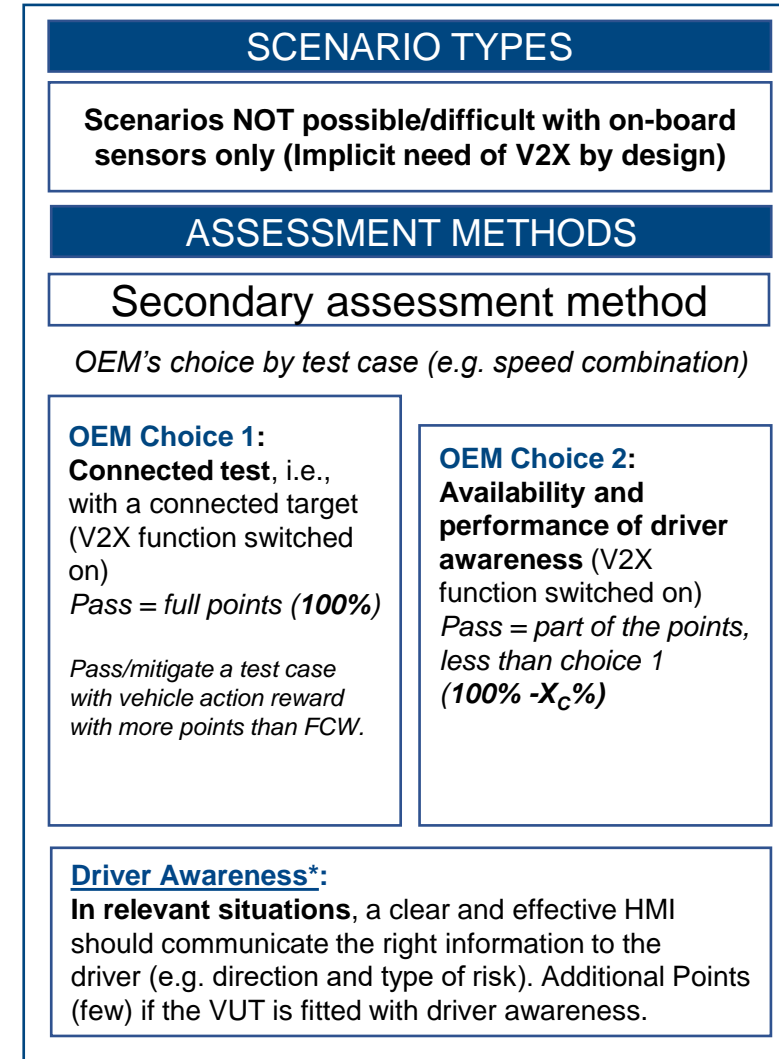 SCENARIO TYPES
Scenarios NOT possible/difficult with on-board
sensors only (Implicit need of V2X by design)
ASSESSMENT METHODS
Secondary assessment method
OEM's choice by test case (e.g. speed combination)
OEM Choice 1:
Connected test, i.e.,
with a connected target
(V2X function switched
on)
Pass = full points (100%)
Pass/mitigate a test case
with vehicle action reward
with more points than FCW.
OEM Choice 2:
Availability and
performance of driver
awareness (V2X
function switched on)
Pass = part of the points,
less than choice 1
(100% -XC%)
Driver Awareness*:
In relevant situations, a clear and effective HMI
should communicate the right information to the
driver (e.g. direction and type of risk). Additional Points
(few) if the VUT is fitted with driver awareness.